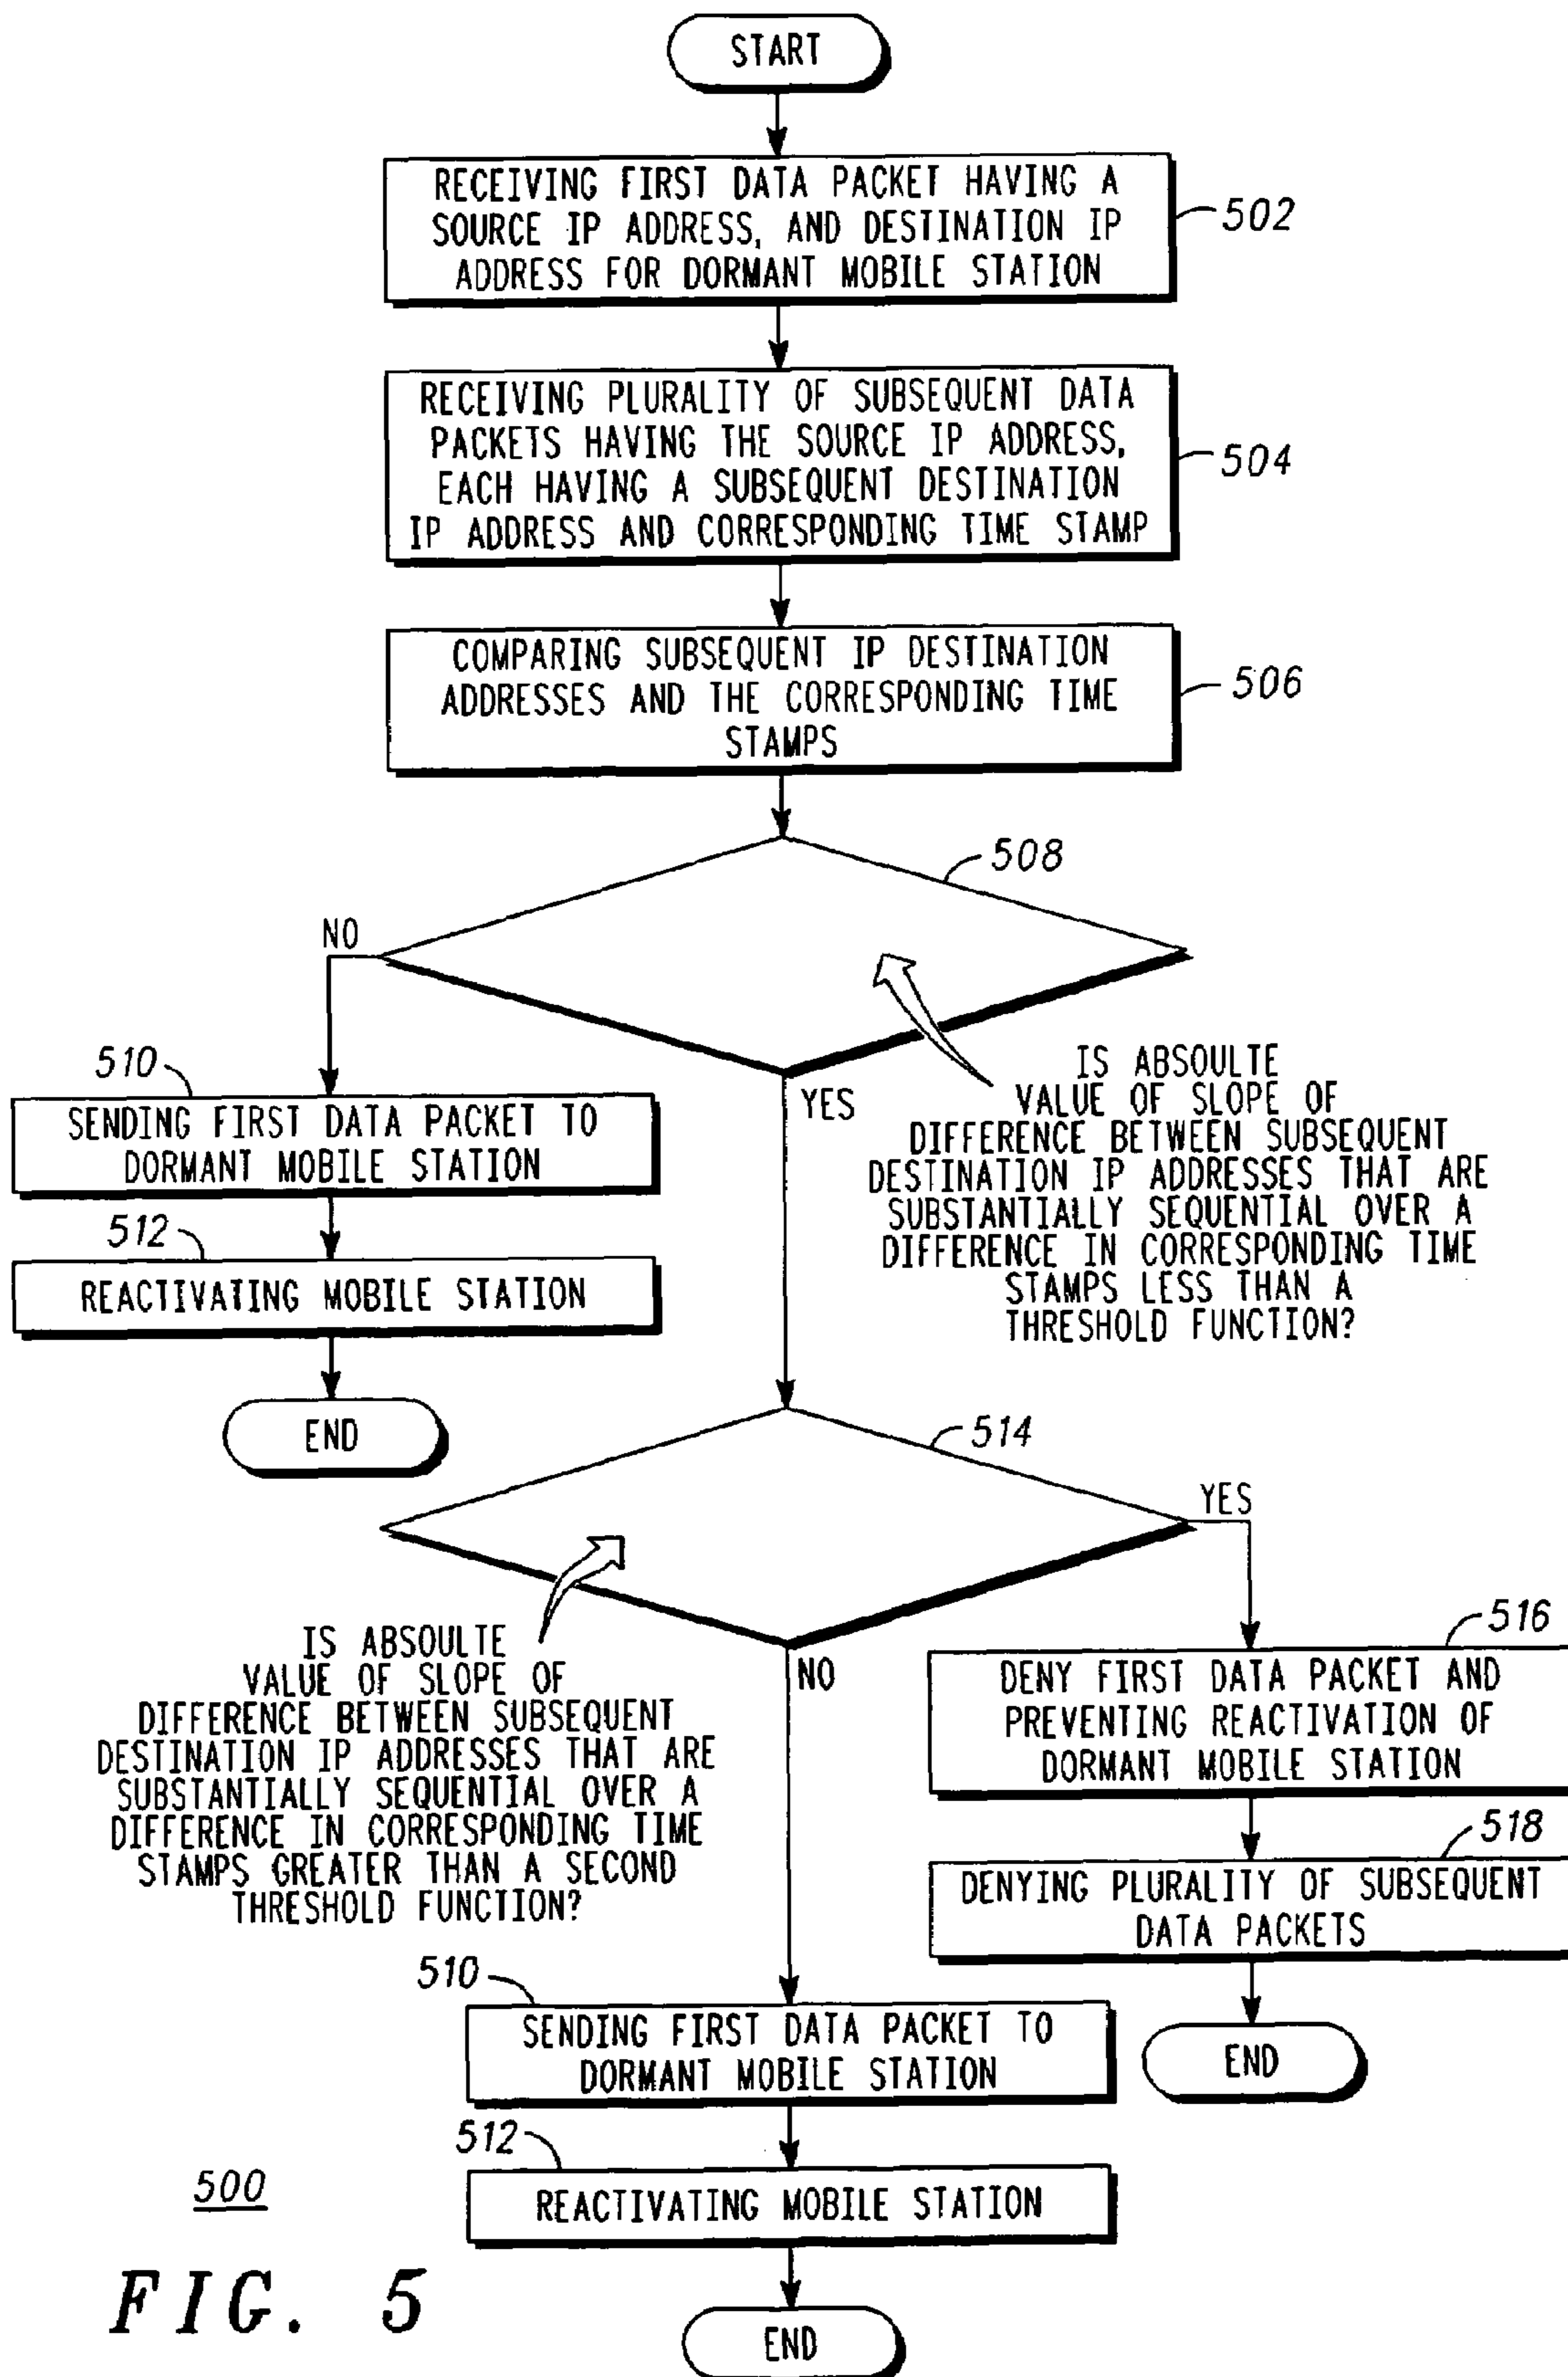 START
RECEIVING FIRST DATA PACKET HAVING A
SOURCE IP ADDRESS, AND DESTINATION IP
ADDRESS FOR DORMANT MOBILE STATION
502
RECEIVING PLURALITY OF SUBSEQUENT DATA
PACKETS HAVING THE SOURCE IP ADDRESS,
EACH HAVING A SUBSEQUENT DESTINATION
IP ADDRESS AND CORRESPONDING TIME STAMP
504
COMPARING SUBSEQUENT IP DESTINATION
ADDRESSES AND THE CORRESPONDING TIME
STAMPS
506
508
NO
YES
IS ABSOULTE
VALUE OF SLOPE OF
DIFFERENCE BETWEEN SUBSEQUENT
DESTINATION IP ADDRESSES THAT ARE
SUBSTANTIALLY SEQUENTIAL OVER A
DIFFERENCE IN CORRESPONDING TIME
STAMPS LESS THAN A
THRESHOLD FUNCTION?
510
SENDING FIRST DATA PACKET TO
DORMANT MOBILE STATION
512
REACTIVATING MOBILE STATION
END
514
YES
NO
IS ABSOULTE
VALUE OF SLOPE OF
DIFFERENCE BETWEEN SUBSEQUENT
DESTINATION IP ADDRESSES THAT ARE
SUBSTANTIALLY SEQUENTIAL OVER A
DIFFERENCE IN CORRESPONDING TIME
STAMPS GREATER THAN A SECOND
THRESHOLD FUNCTION?
516
DENY FIRST DATA PACKET AND
PREVENTING REACTIVATION OF
DORMANT MOBILE STATION
518
DENYING PLURALITY OF SUBSEQUENT
DATA PACKETS
END
510
SENDING FIRST DATA PACKET TO
DORMANT MOBILE STATION
512
REACTIVATING MOBILE STATION
END
500
FIG. 5